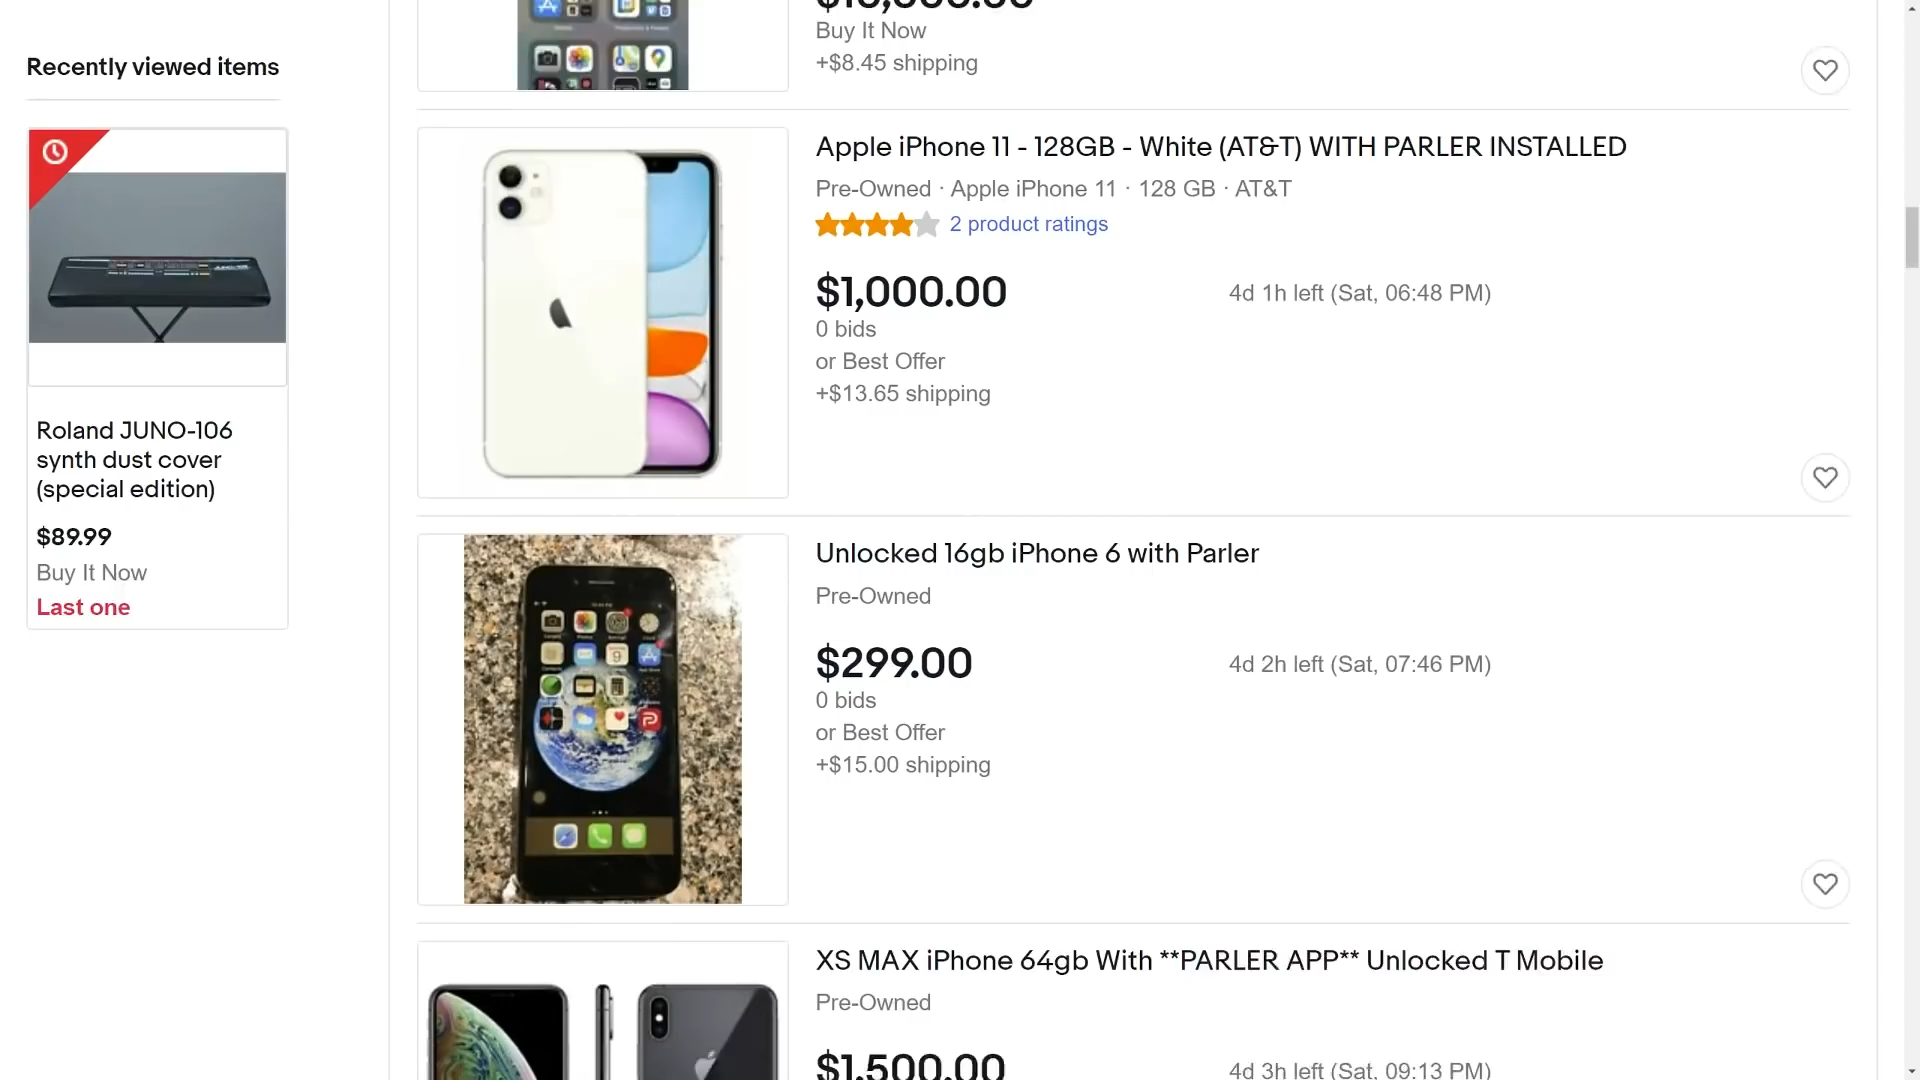 Recently viewed items
Roland JUNO-106
synth dust cover
(special edition)
$89.99
Buy It Now
Last one
Buy It Now
+$8.45 shipping
Apple iPhone 11 - 128GB - White (AT&T) WITH PARLER INSTALLED
Pre-Owned · Apple iPhone 11 · 128 GB · AT&T
2 product ratings
$1,000.00
4d 1h left (Sat, 06:48 PM)
0 bids
or Best Offer
+$13.65 shipping
Unlocked 16gb iPhone 6 with Parler
Pre-Owned
$299.00
4d 2h left (Sat, 07:46 PM)
0 bids
or Best Offer
+$15.00 shipping
XS MAX iPhone 64gb With **PARLER APP** Unlocked T Mobile
Pre-Owned
$1,500.00
4d 3h left (Sat, 09:13 PM)